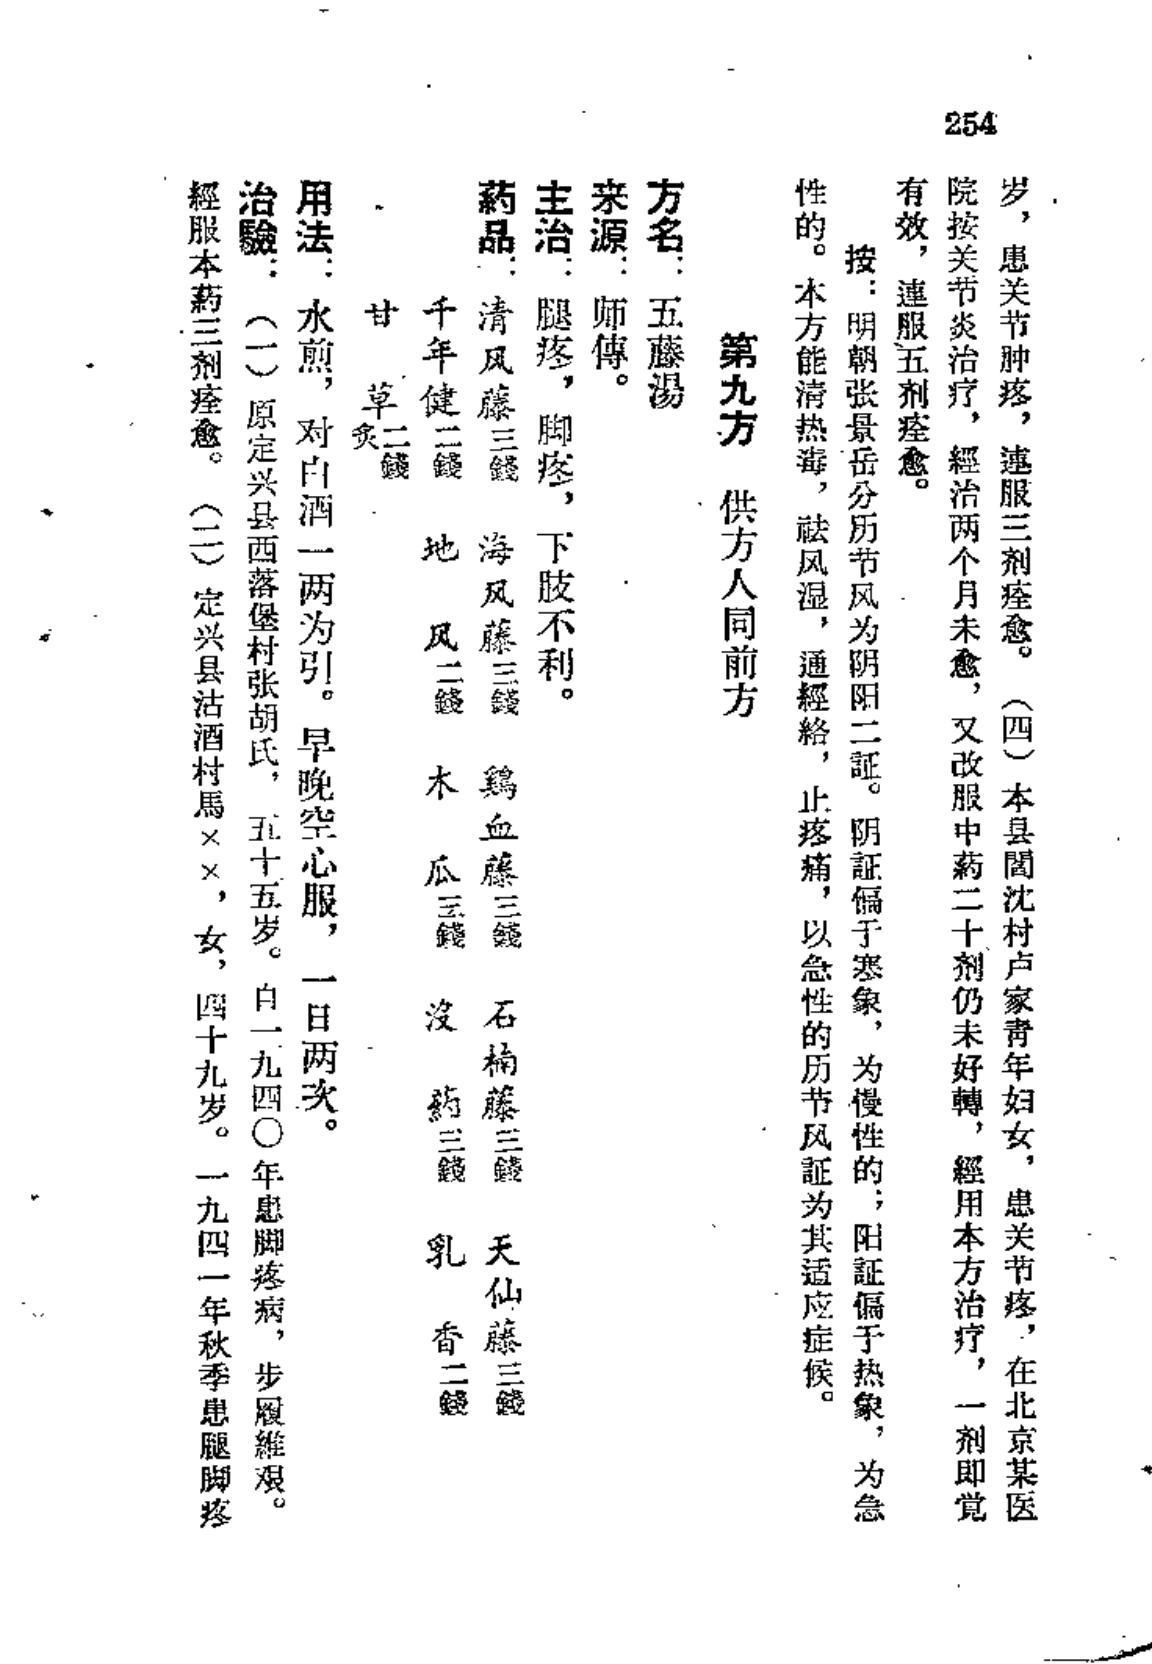 254
岁，患关节肿疼，連服三剂痊愈。（四）本县閻沈村卢家青年妇女，患关节疼，在北京某医
院按关节炎治疗，經治两个月未愈，又改服中葯二十剂仍未好轉，經用本方治疗，一剂即觉
有效，連服五剂痊愈。
按：明朝张景岳分历节风为阴阳二証。阴証偏于寒象，为慢性的；阳証偏于热象，为急
性的。本方能清热毒，祛风湿，通經絡，止疼痛，以急性的历节风証为其适应症候。
第九方　供方人同前方
方名：五藤湯
来源：师傳。
主治：腿疼，脚疼，下肢不利。
葯品：清风藤三錢　海风藤三錢　鷄血藤三錢　石楠藤三錢　天仙藤三錢
千年健二錢　地　风二錢　木　瓜三錢　沒　葯三錢　乳　香二錢
甘　草炙二錢
用法：水煎，对白酒一两为引。早晚空心服，一日两次。
治驗：（一）原定兴县西落堡村张胡氏，五十五岁。自一九四〇年患脚疼病，步履維艰。
經服本葯三剂痊愈。（二）定兴县沽酒村馬××，女，四十九岁。一九四一年秋季患腿脚疼